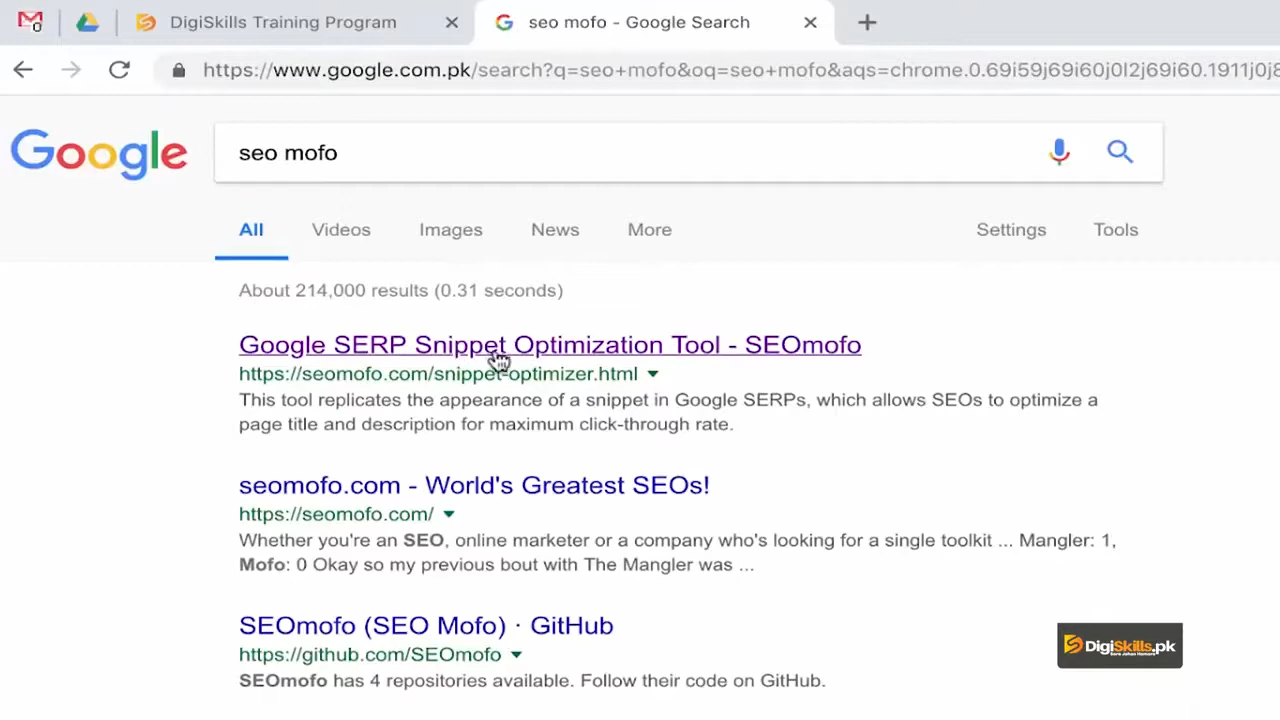 DigiSkills Training Program
seo mofo - Google Search
https://www.google.com.pk/search?q=seo+mofo&oq=seo+mofo&aqs=chrome.0.69i59j69i60j0l2j69i60.1911j0j8
Google
seo mofo
All Videos Images News More Settings Tools
About 214,000 results (0.31 seconds)
Google SERP Snippet Optimization Tool - SEOmofo
https://seomofo.com/snippet-optimizer.html
This tool replicates the appearance of a snippet in Google SERPs, which allows SEOs to optimize a
page title and description for maximum click-through rate.
seomofo.com - World's Greatest SEOs!
https://seomofo.com/
Whether you're an SEO, online marketer or a company who's looking for a single toolkit ... Mangler: 1,
Mofo: 0 Okay so my previous bout with The Mangler was ...
SEOmofo (SEO Mofo) · GitHub
https://github.com/SEOmofo
SEOmofo has 4 repositories available. Follow their code on GitHub.
DigiSkills.pk